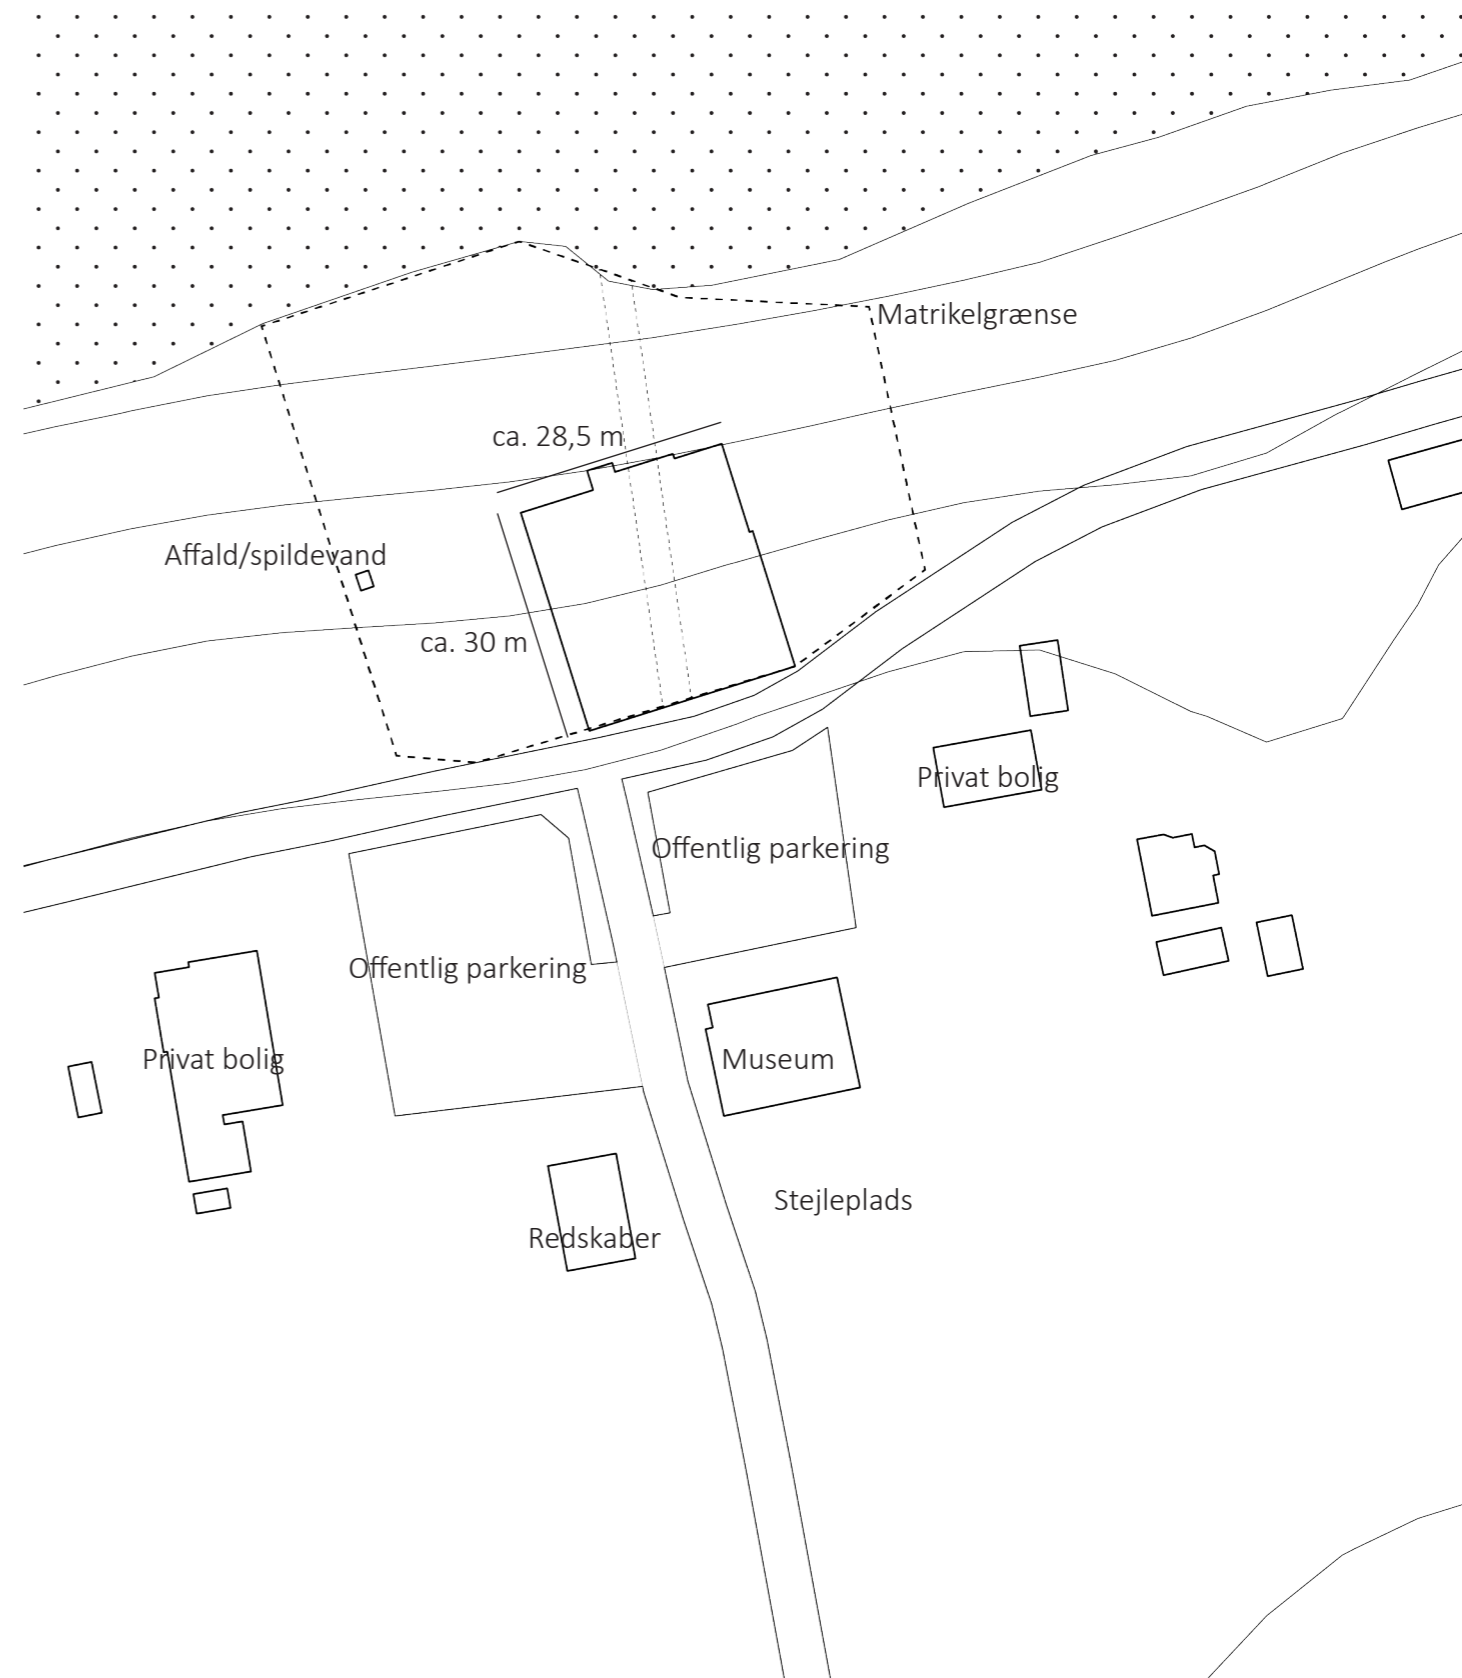 Matrikelgrænse
ca. 28,5 m
Affald/spildevand
ca. 30 m
Privat bolig
Offentlig parkering
Offentlig parkering
Privat bolig
Museum
Stejleplads
Redskaber